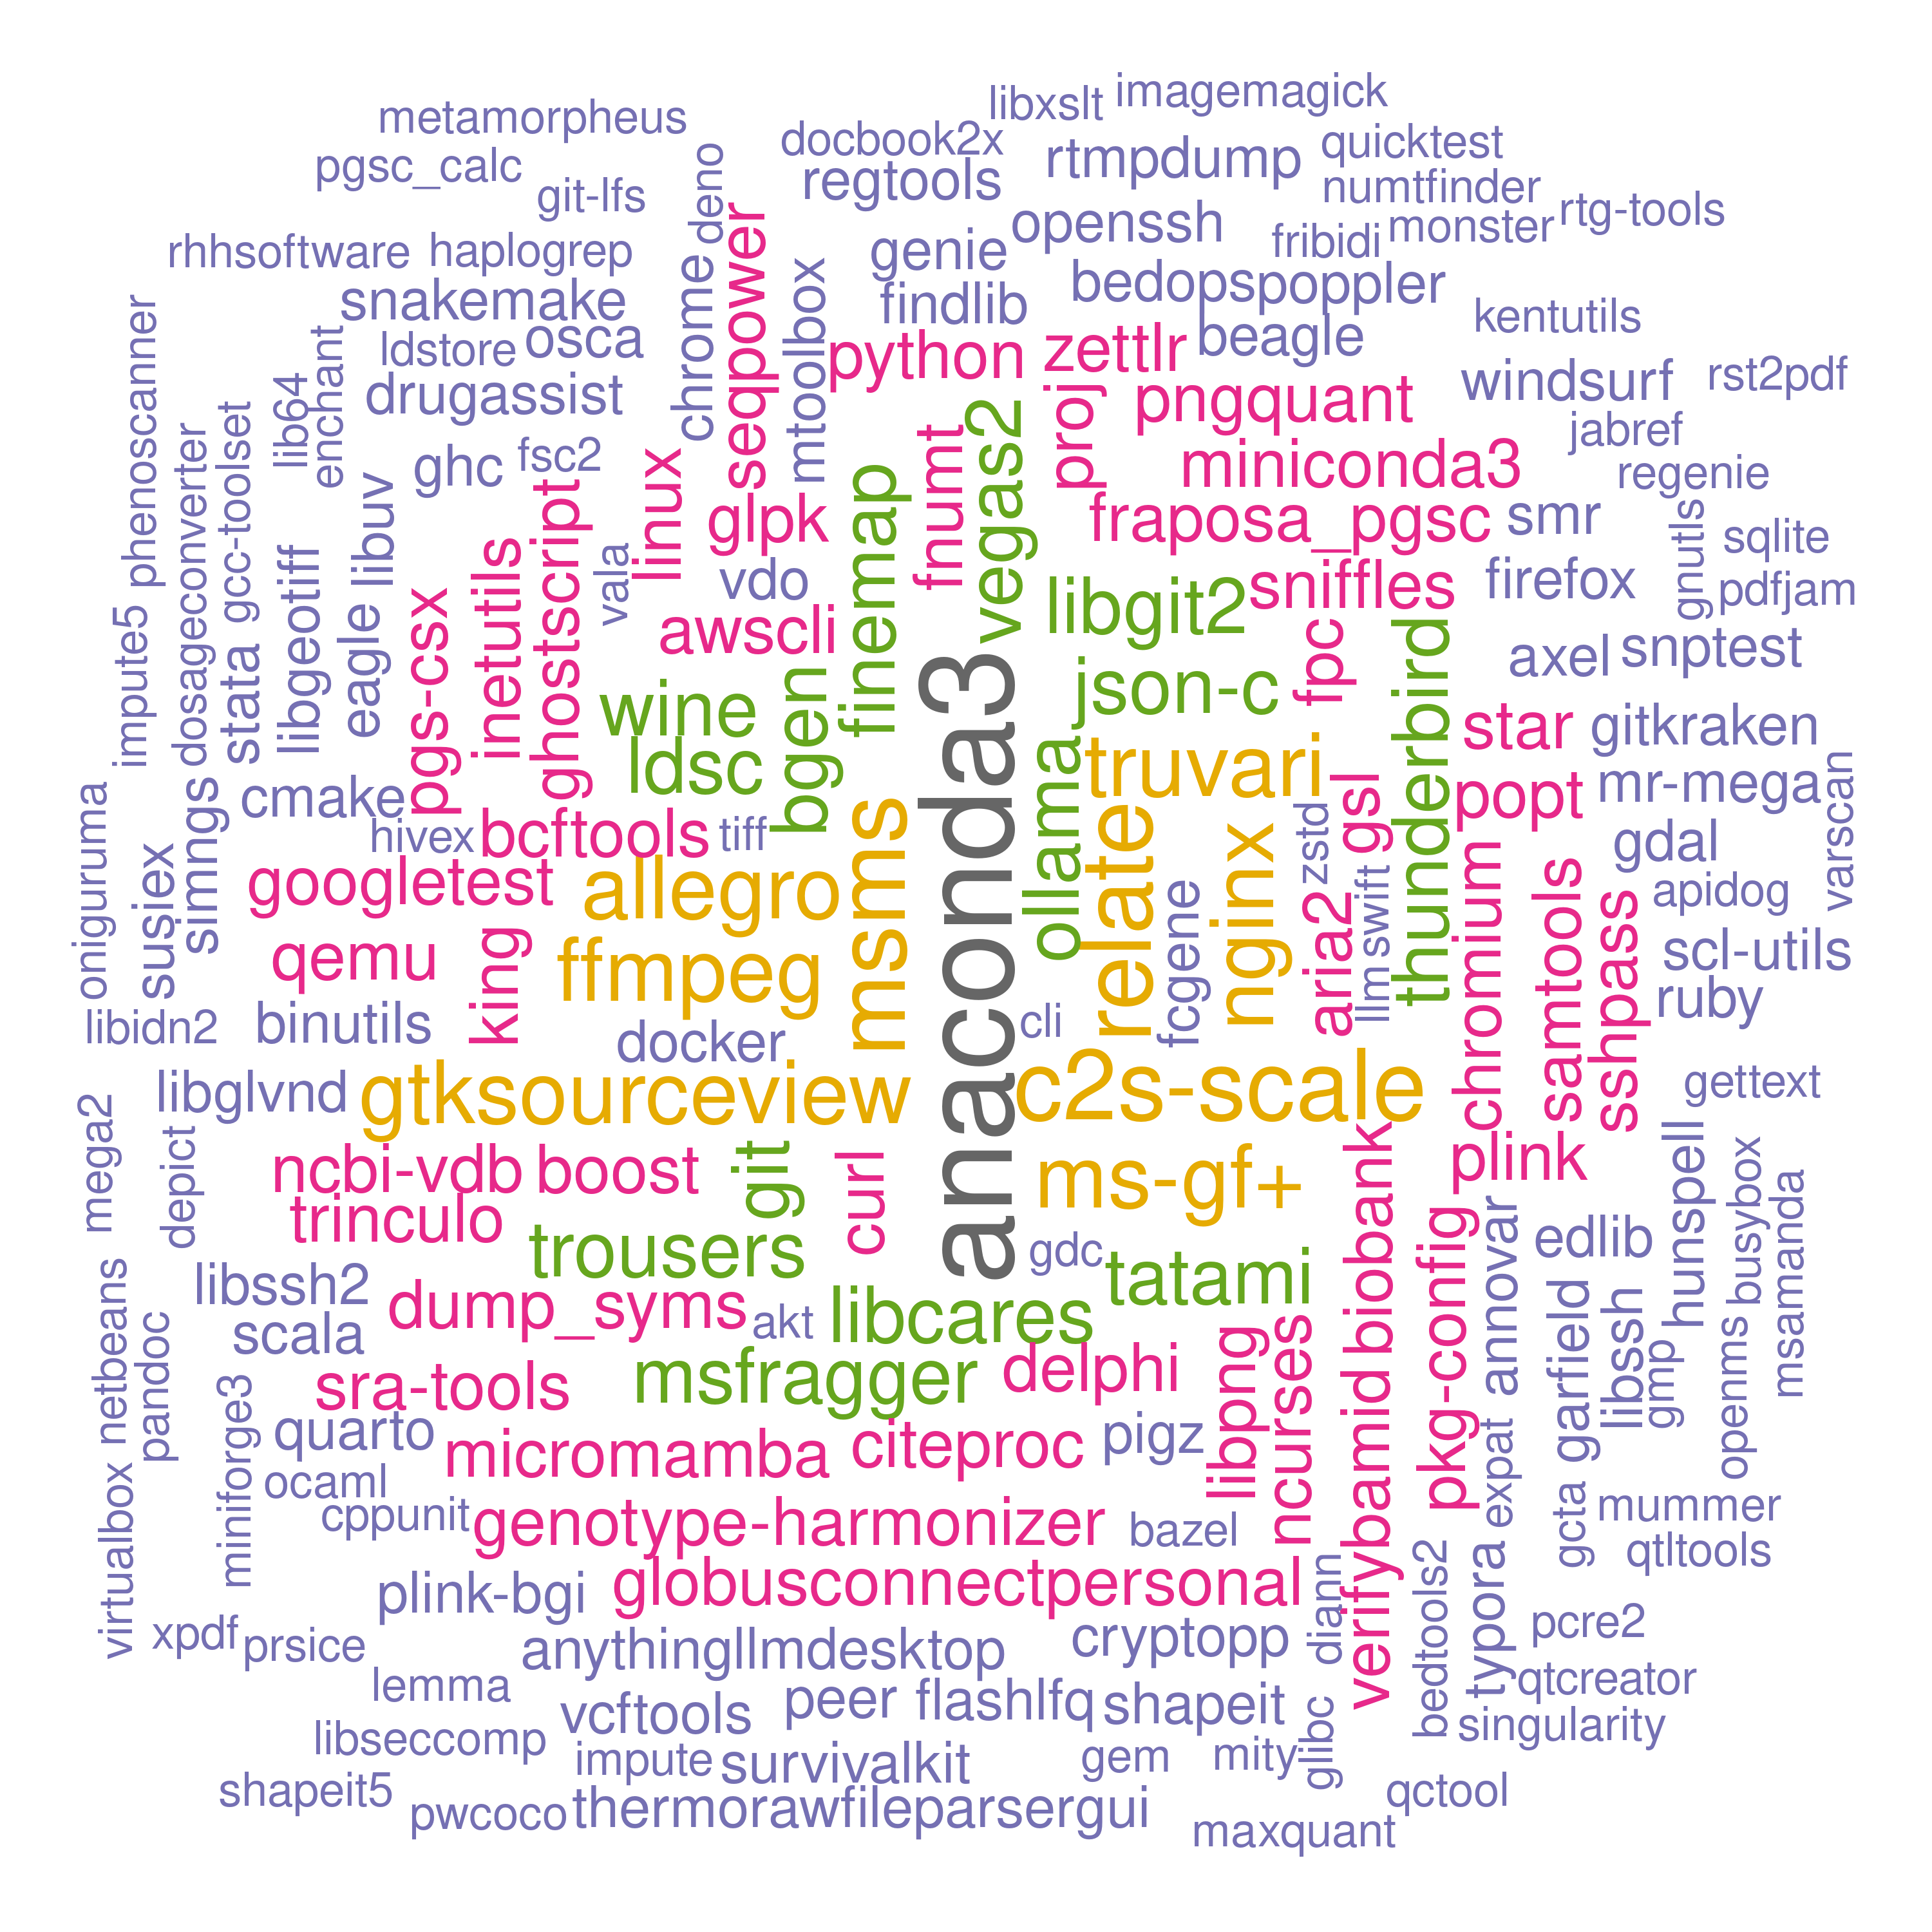 libxslt
imagemagick
metamorpheus
docbook2x
quicktest
pgsc_calc
git-lfs
deno
regtools
rtmpdump
numtfinder
rtg-tools
rhhsoftware
haplogrep
chrome
seqpower
mtoolbox
genie
openssh
fribidi
monster
snakemake
findlib
bedops
poppler
phenoscanner
enchant
ldstore
osca
python
zettlr
beagle
kentutils
lib64
drugassist
proj
pngquant
windsurf
rst2pdf
dosageconverter
gcc-toolset
ghc
fsc2
vegas2
miniconda3
jabref
regenie
libuv
ghostscript
linux
glpk
finemap
fnumt
fraposa_pgsc
smr
gnutls
sqlite
libgeotiff
inetutils
vala
vdo
libgit2
sniffles
firefox
pdfjam
impute5
stata
eagle
pgs-csx
awscli
fpc
thunderbird
axel
snptest
wine
bgen
json-c
star
gitkraken
ldsc
anaconda3
ollama
truvari
gsl
popt
mr-mega
varscan
oniguruma
susiex
simngs
cmake
hivex
bcftools
tiff
msms
relate
nginx
zstd
gdal
googletest
allegro
fcgene
aria2
llmswift
chromium
samtools
sshpass
apidog
qemu
king
ffmpeg
scl-utils
libidn2
binutils
docker
cli
ruby
mega2
libglvnd
gtksourceview
c2s-scale
gettext
depict
ncbi-vdb
boost
git
curl
ms-gf+
biobank
plink
hunspell
busybox
msamanda
trinculo
trousers
gdc
tatami
pkg-config
annovar
edlib
netbeans
pandoc
libssh2
scala
dump_syms
akt
libcares
ncurses
garfield
libssh
gmp
openms
miniforge3
sra-tools
msfragger
delphi
libpng
verifybamid
quarto
micromamba
citeproc
pigz
expat
virtualbox
ocaml
cppunit
genotype-harmonizer
bazel
gcta
mummer
qtltools
plink-bgi
globusconnectpersonal
diann
bedtools2
typora
pcre2
xpdf
prsice
anythingllmdesktop
cryptopp
lemma
vcftools
peer
flashlfq
shapeit
qtcreator
libseccomp
impute
survivalkit
gem
mity
glibc
singularity
shapeit5
pwcoco
thermorawfileparsergui
qctool
maxquant